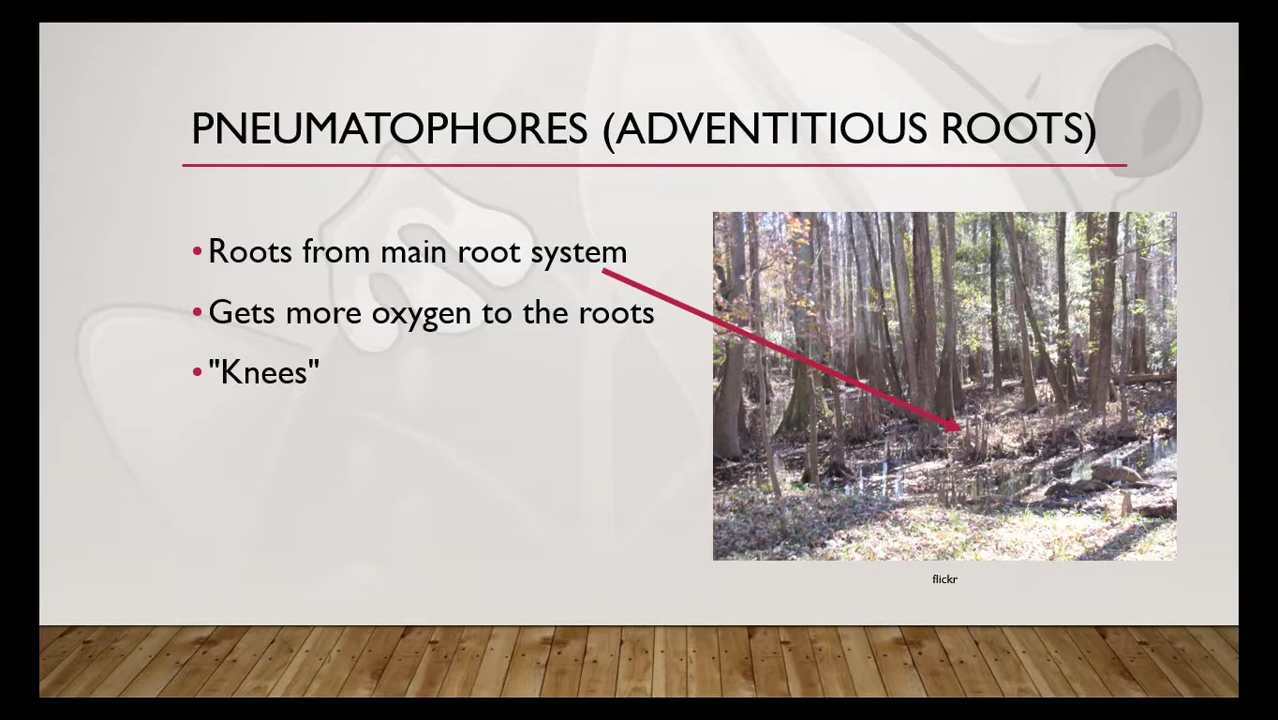 PNEUMATOPHORES (ADVENTITIOUS ROOTS)
• Roots from main root system
• Gets more oxygen to the roots
• "Knees"
flickr